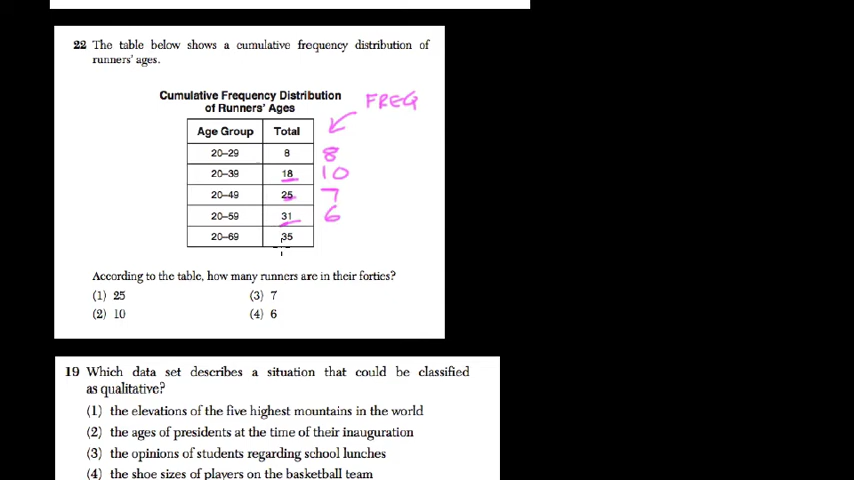 22 The table below shows a cumulative frequency distribution of
runners' ages.
Cumulative Frequency Distribution
of Runners' Ages
FREQ
Age Group Total
20–29 8 8
20–39 18 10
20–49 25 7
20–59 31 6
20–69 35
According to the table, how many runners are in their forties?
(1) 25 (3) 7
(2) 10 (4) 6
19 Which data set describes a situation that could be classified
as qualitative?
(1) the elevations of the five highest mountains in the world
(2) the ages of presidents at the time of their inauguration
(3) the opinions of students regarding school lunches
(4) the shoe sizes of players on the basketball team